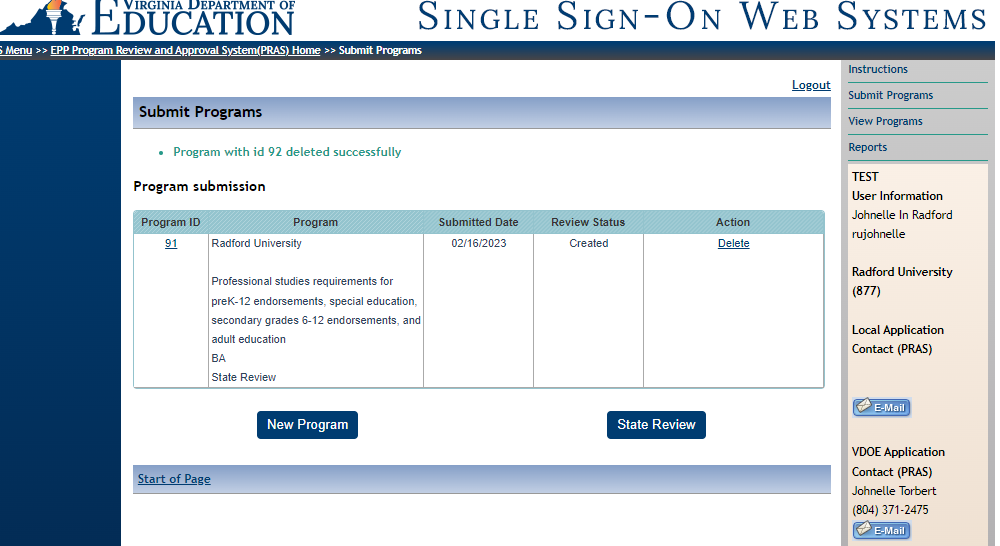 VIRGINIA DEPARTMENT OF
EDUCATION
SINGLE SIGN-ON WEB SYSTEMS
S Menu >> EPP Program Review and Approval System(PRAS) Home >> Submit Programs
Logout
Submit Programs
Program with id 92 deleted successfully
Program submission
Program ID Program Submitted Date Review Status Action
91 Radford University 02/16/2023 Created Delete
Professional studies requirements for
preK-12 endorsements, special education,
secondary grades 6-12 endorsements, and
adult education
BA
State Review
New Program State Review
Start of Page
Instructions
Submit Programs
View Programs
Reports
TEST
User Information
Johnelle In Radford
rujohnelle
Radford University
(877)
Local Application
Contact (PRAS)
E-Mail
VDOE Application
Contact (PRAS)
Johnelle Torbert
(804) 371-2475
E-Mail